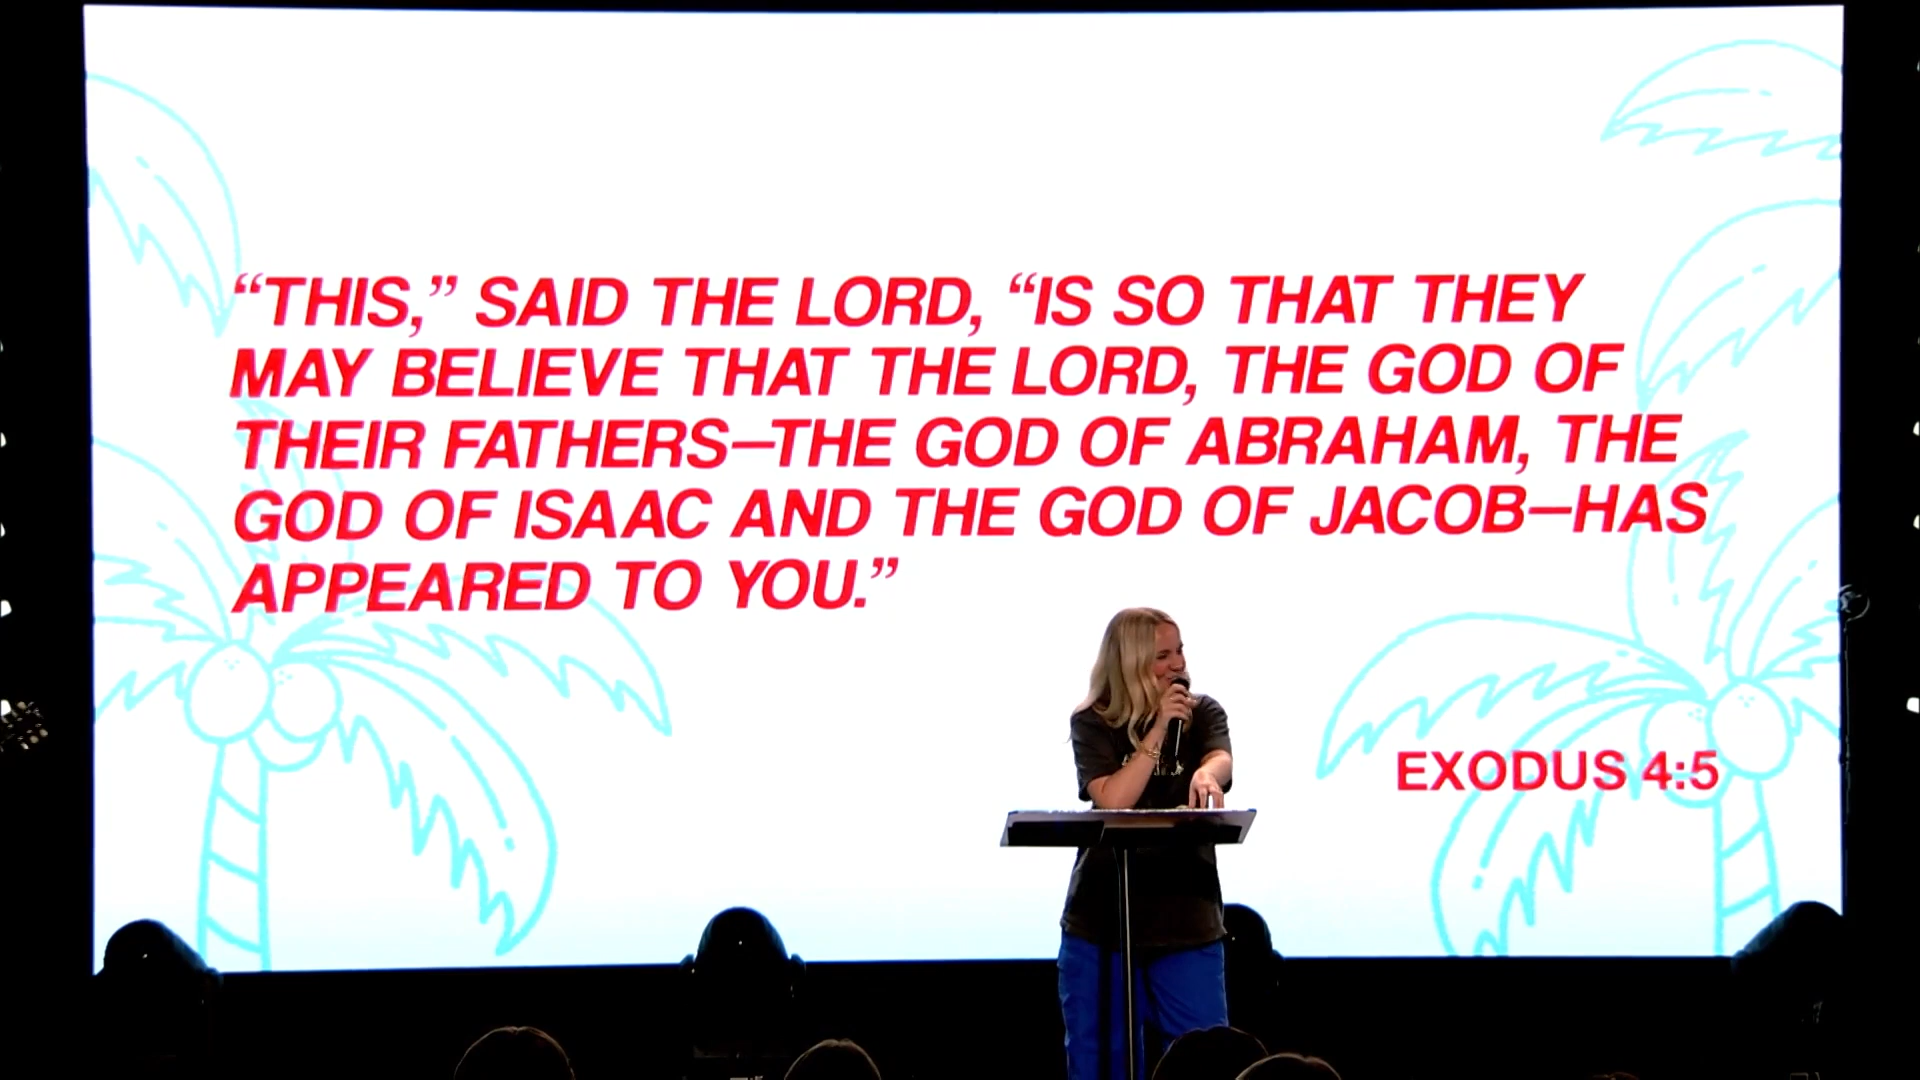 “THIS,” SAID THE LORD, “IS SO THAT THEY
MAY BELIEVE THAT THE LORD, THE GOD OF
THEIR FATHERS—THE GOD OF ABRAHAM, THE
GOD OF ISAAC AND THE GOD OF JACOB—HAS
APPEARED TO YOU.”
EXODUS 4:5